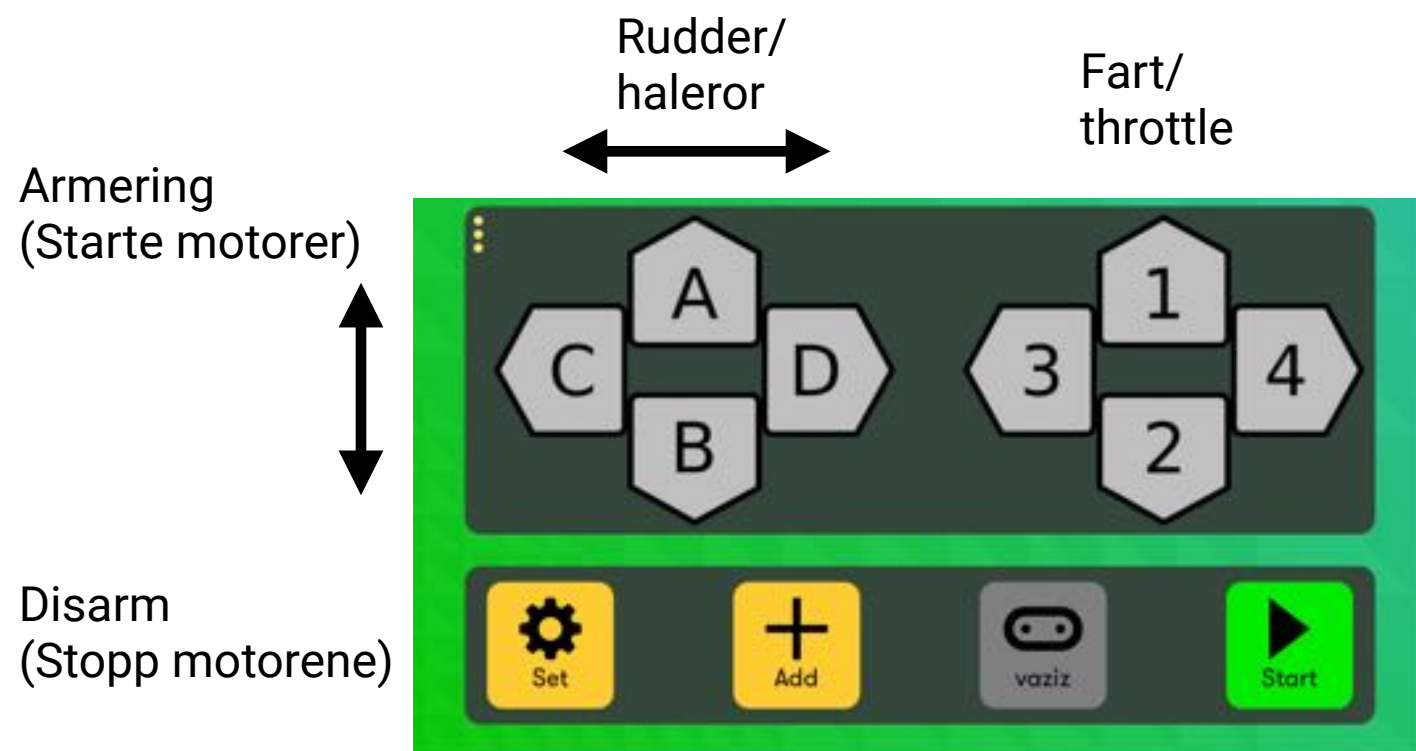 Rudder/
haleror
Fart/
throttle
Armering
(Starte motorer)
A
C
D
B
1
3
4
2
Disarm
(Stopp motorene)
Set
Add
vaziz
Start